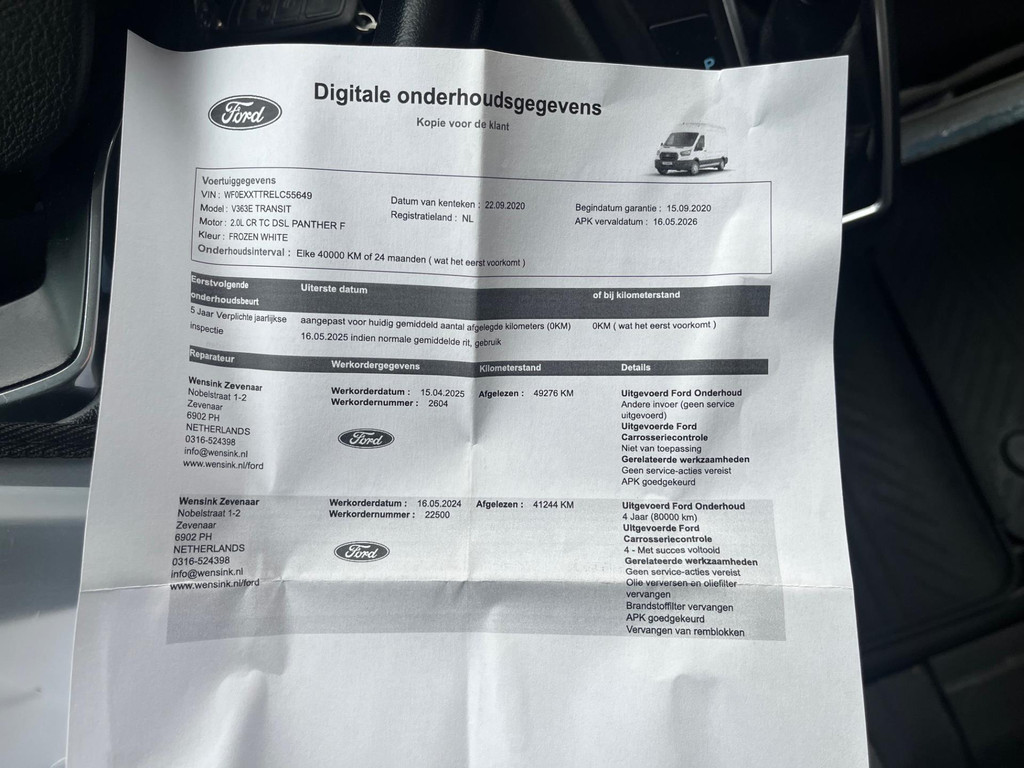 Digitale onderhoudsgegevens
Kopie voor de klant
Ford
Voertuiggegevens
VIN : WF0EXXTTRELC55649
Model : V363E TRANSIT
Motor : 2.0L CR TC DSL PANTHER F
Kleur : FROZEN WHITE
Onderhoudsinterval : Elke 40000 KM of 24 maanden ( wat het eerst voorkomt )
Datum van kenteken : 22.09.2020
Registratieland : NL
Begindatum garantie : 15.09.2020
APK vervaldatum : 16.05.2026
Eerstvolgende onderhoudsbeurt
Uiterste datum
of bij kilometerstand
5 Jaar Verplichte jaarlijkse inspectie
aangepast voor huidig gemiddeld aantal afgelegde kilometers (0KM)
16.05.2025 indien normale gemiddelde rit, gebruik
0KM ( wat het eerst voorkomt )
Reparateur
Werkordergegevens
Kilometerstand
Details
Wensink Zevenaar
Nobelstraat 1-2
Zevenaar
6902 PH
NETHERLANDS
0316-524398
info@wensink.nl
www.wensink.nl/ford
Werkorderdatum : 15.04.2025
Werkordernummer : 2604
Ford
Afgelezen : 49276 KM
Uitgevoerd Ford Onderhoud
Andere invoer (geen service
uitgevoerd)
Uitgevoerde Ford
Carrosseriecontrole
Niet van toepassing
Gerelateerde werkzaamheden
Geen service-acties vereist
APK goedgekeurd
Wensink Zevenaar
Nobelstraat 1-2
Zevenaar
6902 PH
NETHERLANDS
0316-524398
info@wensink.nl
www.wensink.nl/ford
Werkorderdatum : 16.05.2024
Werkordernummer : 22500
Ford
Afgelezen : 41244 KM
Uitgevoerd Ford Onderhoud
4 Jaar (80000 km)
Uitgevoerde Ford
Carrosseriecontrole
4 - Met succes voltooid
Gerelateerde werkzaamheden
Geen service-acties vereist
Olie verversen en oliefilter
vervangen
Brandstoffilter vervangen
APK goedgekeurd
Vervangen van remblokken